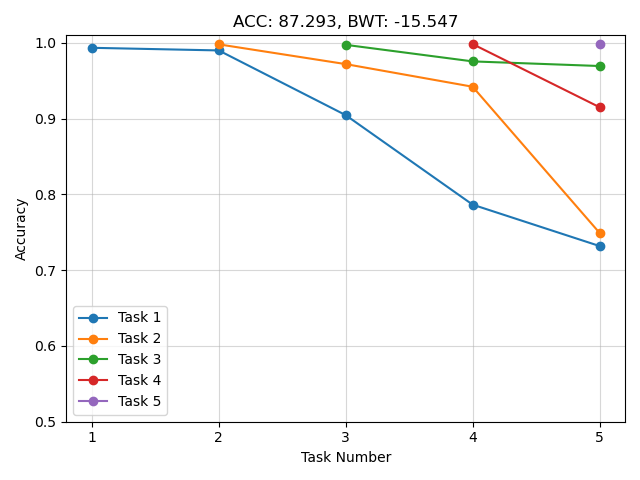 ACC: 87.293, BWT: -15.547
1.0
0.9
0.8
0.7
0.6
0.5
Accuracy
Task 1
Task 2
Task 3
Task 4
Task 5
1 2 3 4 5
Task Number